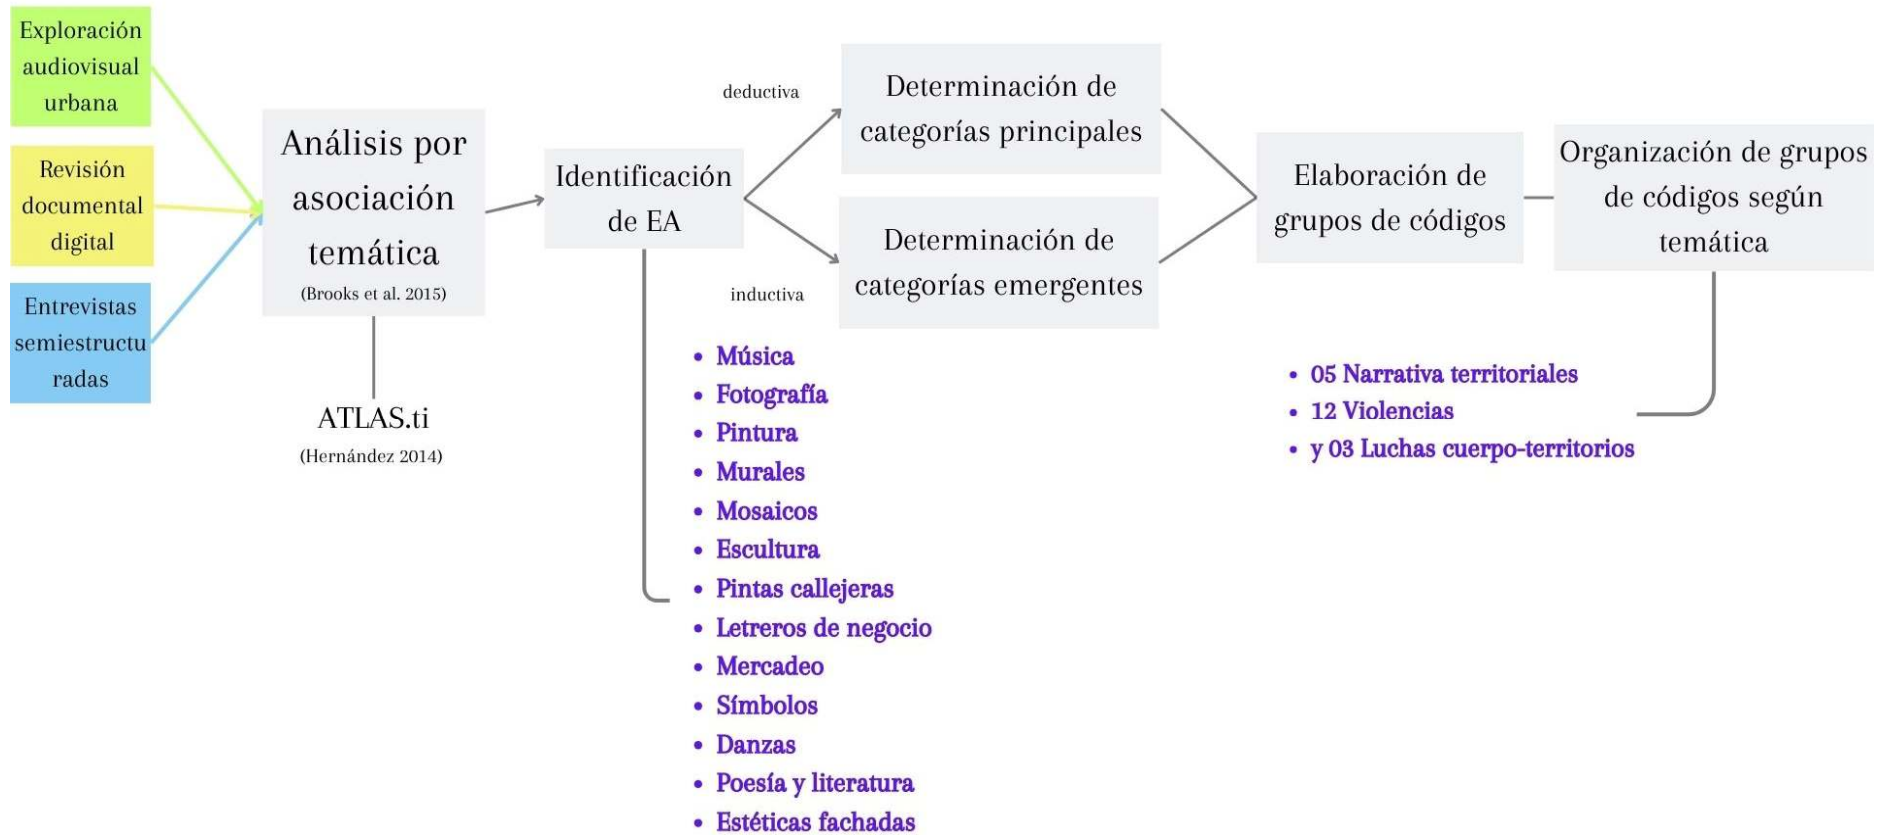 Exploración
audiovisual
urbana
Revisión
documental
digital
Entrevistas
semiestructu
radas
Análisis por
asociación
temática
(Brooks et al. 2015)
ATLAS.ti
(Hernández 2014)
Identificación
de EA
deductiva
inductiva
Determinación de
categorías principales
Determinación de
categorías emergentes
Elaboración de
grupos de códigos
Organización de grupos
de códigos según
temática
• Música
• Fotografía
• Pintura
• Murales
• Mosaicos
• Escultura
• Pintas callejeras
• Letreros de negocio
• Mercadeo
• Símbolos
• Danzas
• Poesía y literatura
• Estéticas fachadas
• 05 Narrativa territoriales
• 12 Violencias
• y 03 Luchas cuerpo-territorios